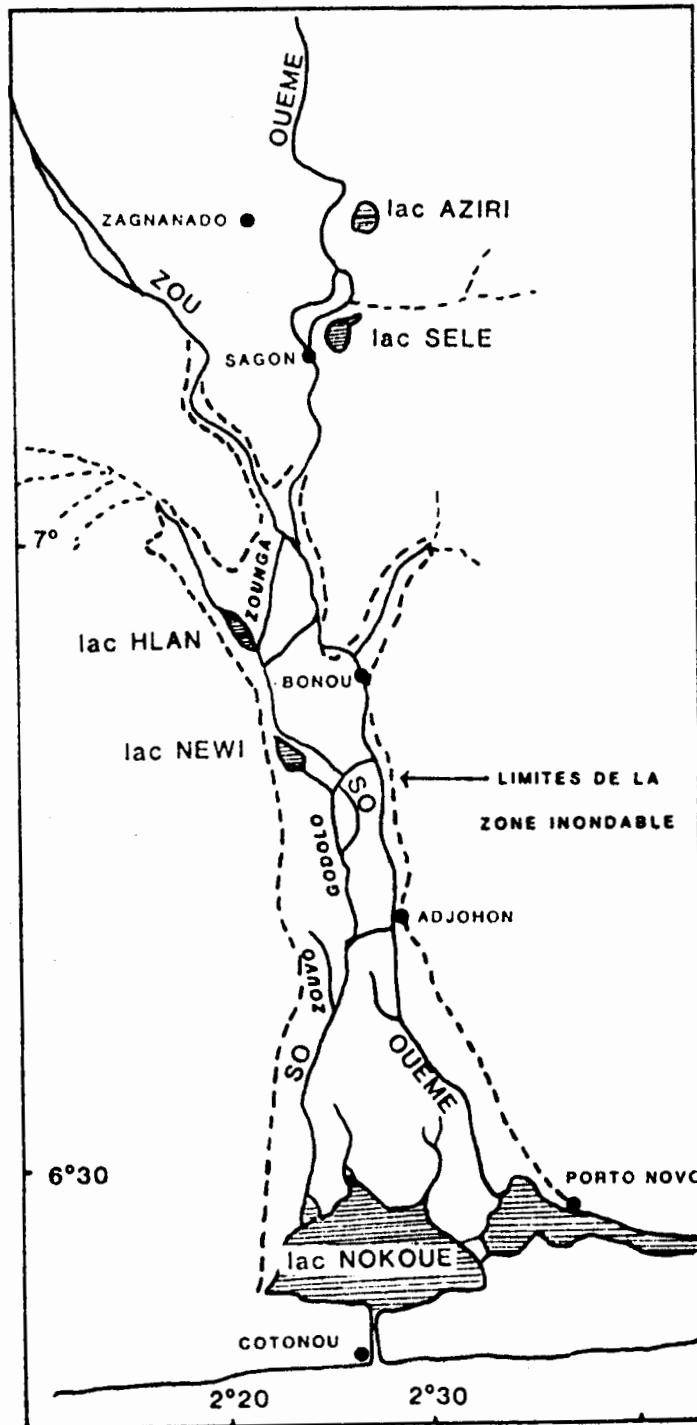 OUEME
ZAGNANADO
lac AZIRI
ZOU
lac SELE
SAGON
7°
ZOUNGA
lac HLAN
BONOU
lac NEWI
SO
LIMITES DE LA
ZONE INONDABLE
GODOLO
ADJOHON
ZOUVO
SO
OUEME
6°30
PORTO NOVO
lac NOKOUE
COTONOU
2°20
2°30